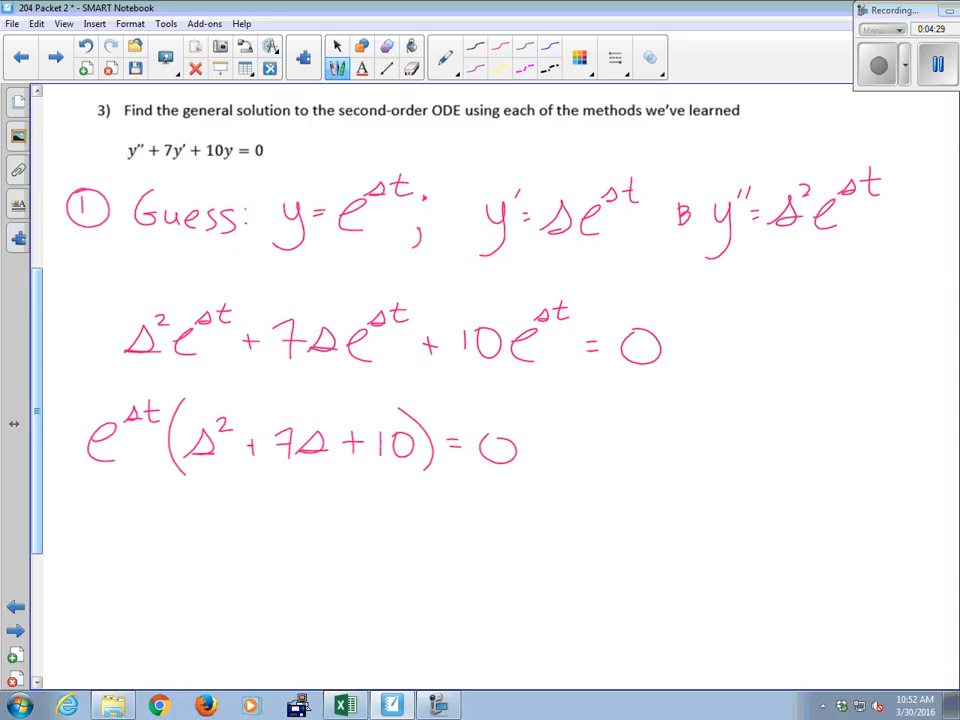 204 Packet 2 * - SMART Notebook
Recording...
File Edit View Insert Format Tools Add-ons Help
Menu
0:04:29
3) Find the general solution to the second-order ODE using each of the methods we've learned
y'' + 7y' + 10y = 0
① Guess: y = e^{st}; y' = se^{st} y'' = s²e^{st}
s²e^{st} + 7se^{st} + 10e^{st} = 0
e^{st}(s² + 7s + 10) = 0
10:52 AM
3/30/2016